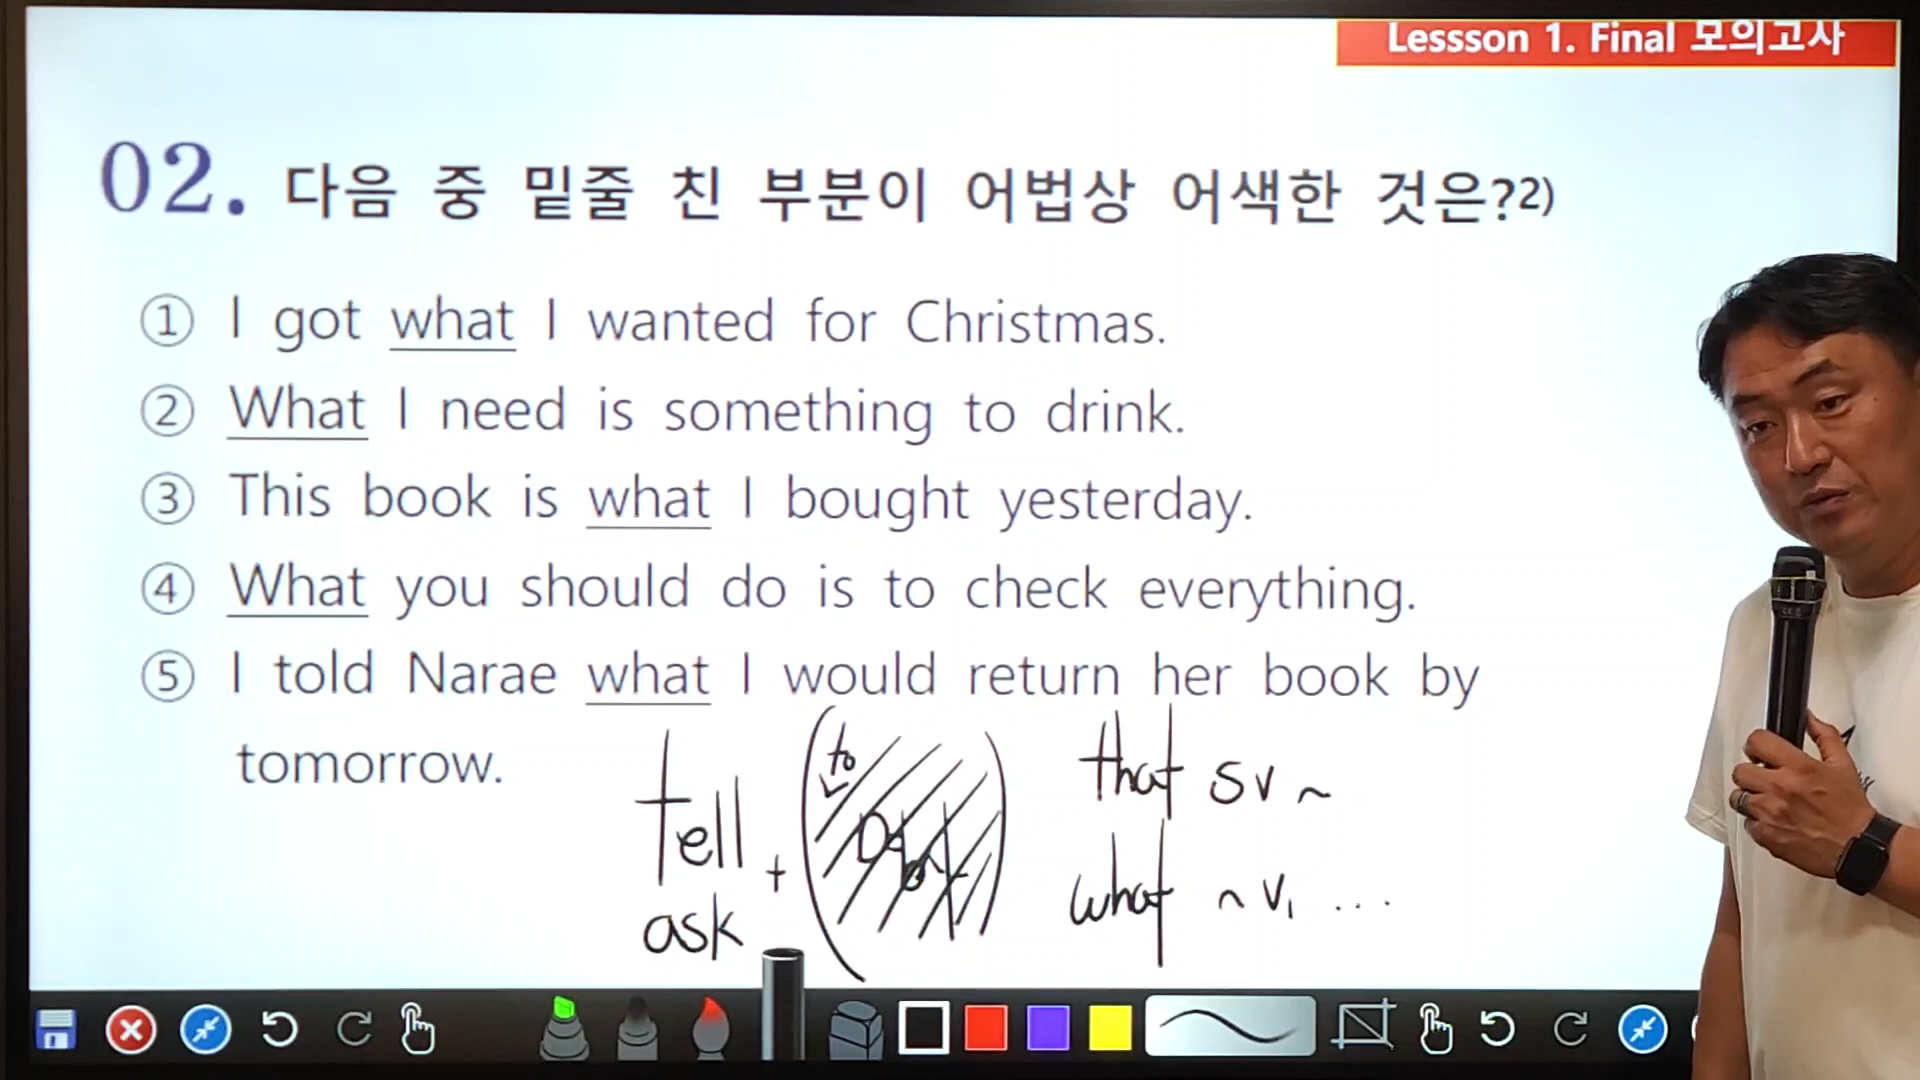 Lessson 1. Final 모의고사
02. 다음 중 밑줄 친 부분이 어법상 어색한 것은?2)
① I got what I wanted for Christmas.
② What I need is something to drink.
③ This book is what I bought yesterday.
④ What you should do is to check everything.
⑤ I told Narae what I would return her book by
tomorrow.
to
that SV ~
tell
+
what ~ V,  ...
ask